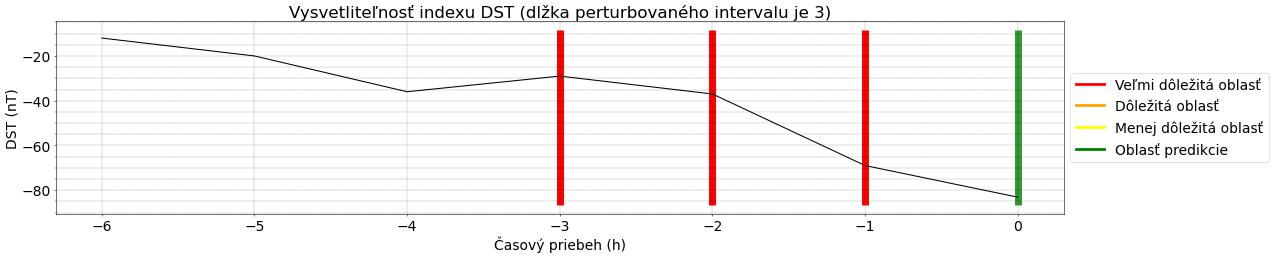 Vysvetliteľnosť indexu DST (dĺžka perturbovaného intervalu je 3)
DST (nT)
−20
−40
−60
−80
−6 −5 −4 −3 −2 −1 0
Časový priebeh (h)
Veľmi dôležitá oblasť
Dôležitá oblasť
Menej dôležitá oblasť
Oblasť predikcie